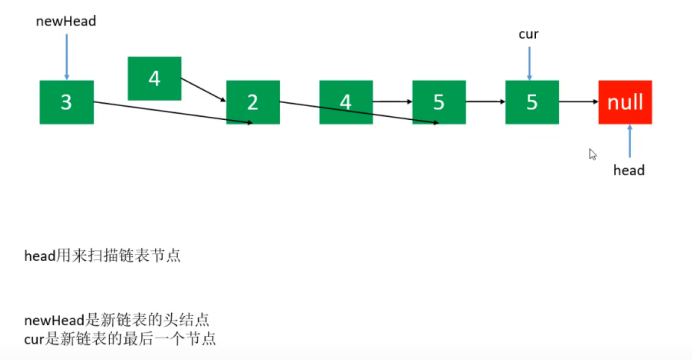 newHead
cur
3
4
2
4
5
5
null
head
head用来扫描链表节点
newHead是新链表的头结点
cur是新链表的最后一个节点